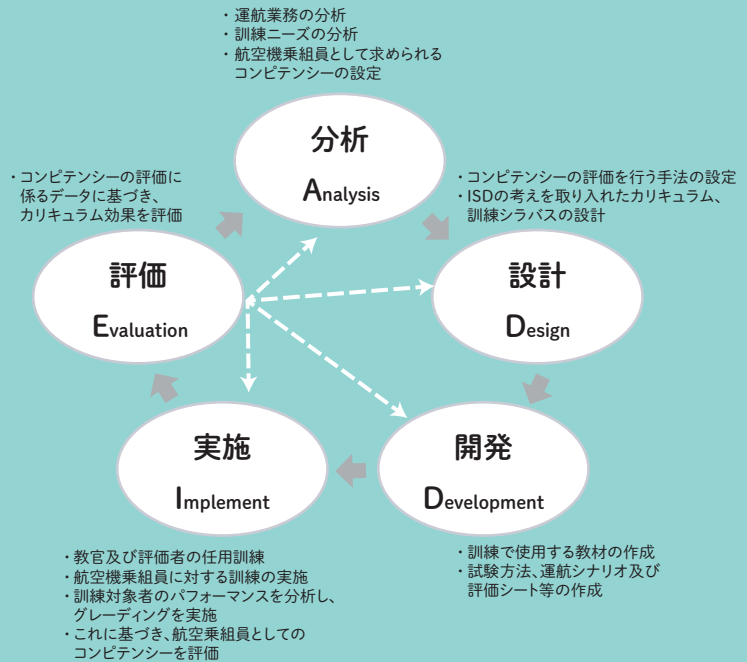 ・運航業務の分析
・訓練ニーズの分析
・航空機乗組員として求められる
コンピテンシーの設定
分析
Analysis
・コンピテンシーの評価に
係るデータに基づき、
カリキュラム効果を評価
・コンピテンシーの評価を行う手法の設定
・ISDの考えを取り入れたカリキュラム、
訓練シラバスの設計
評価
Evaluation
設計
Design
実施
Implement
開発
Development
・教官及び評価者の任用訓練
・航空機乗組員に対する訓練の実施
・訓練対象者のパフォーマンスを分析し、
グレーディングを実施
・これに基づき、航空乗組員としての
コンピテンシーを評価
・訓練で使用する教材の作成
・試験方法、運航シナリオ及び
評価シート等の作成